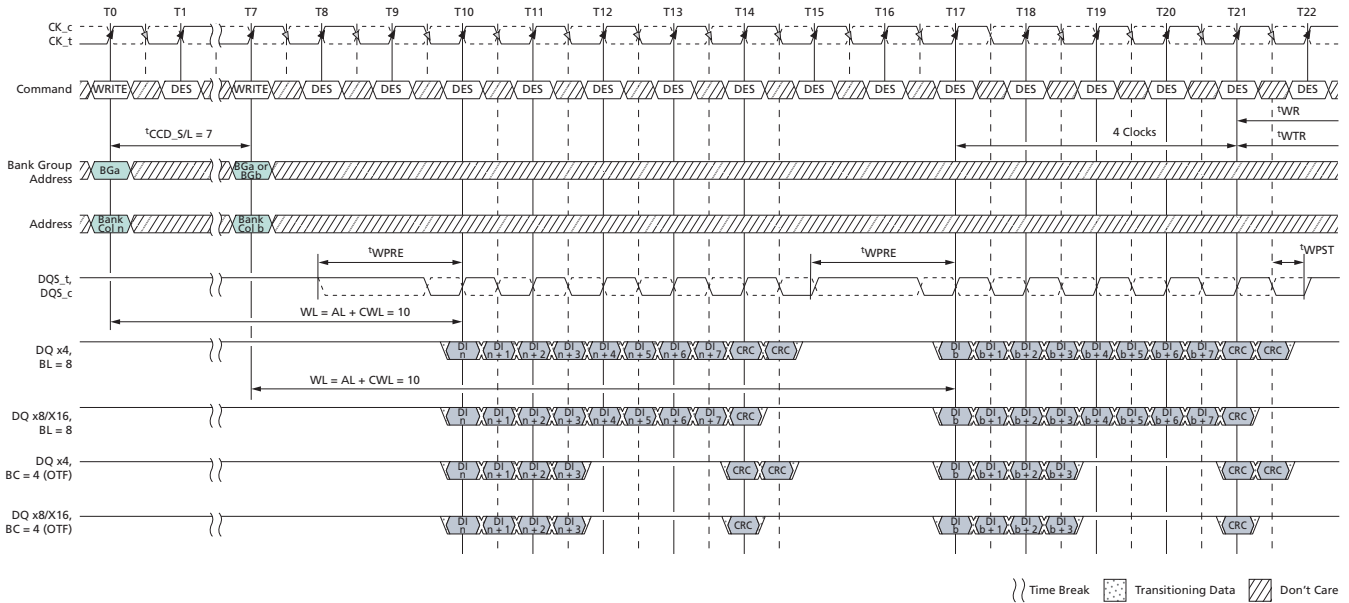 T0 T1 T7 T8 T9 T10 T11 T12 T13 T14 T15 T16 T17 T18 T19 T20 T21 T22
CK_c
CK_t
Command WRITE DES WRITE DES DES DES DES DES DES DES DES DES DES DES DES DES DES DES
tWR
tCCD_S/L = 7
4 Clocks
tWTR
Bank Group
Address
BGa
BGa or
BGb
Address
Bank
Col n
Bank
Col b
tWPRE tWPRE tWPST
DQS_t,
DQS_c
WL = AL + CWL = 10
DQ x4,
BL = 8
DI
n
DI
n + 1
DI
n + 2
DI
n + 3
DI
n + 4
DI
n + 5
DI
n + 6
DI
n + 7
CRC CRC
DI
b
DI
b + 1
DI
b + 2
DI
b + 3
DI
b + 4
DI
b + 5
DI
b + 6
DI
b + 7
CRC CRC
WL = AL + CWL = 10
DQ x8/X16,
BL = 8
DI
n
DI
n + 1
DI
n + 2
DI
n + 3
DI
n + 4
DI
n + 5
DI
n + 6
DI
n + 7
CRC
DI
b
DI
b + 1
DI
b + 2
DI
b + 3
DI
b + 4
DI
b + 5
DI
b + 6
DI
b + 7
CRC
DQ x4,
BC = 4 (OTF)
DI
n
DI
n + 1
DI
n + 2
DI
n + 3
CRC CRC
DI
b
DI
b + 1
DI
b + 2
DI
b + 3
CRC CRC
DQ x8/X16,
BC = 4 (OTF)
DI
n
DI
n + 1
DI
n + 2
DI
n + 3
CRC
DI
b
DI
b + 1
DI
b + 2
DI
b + 3
CRC
Time Break Transitioning Data Don't Care